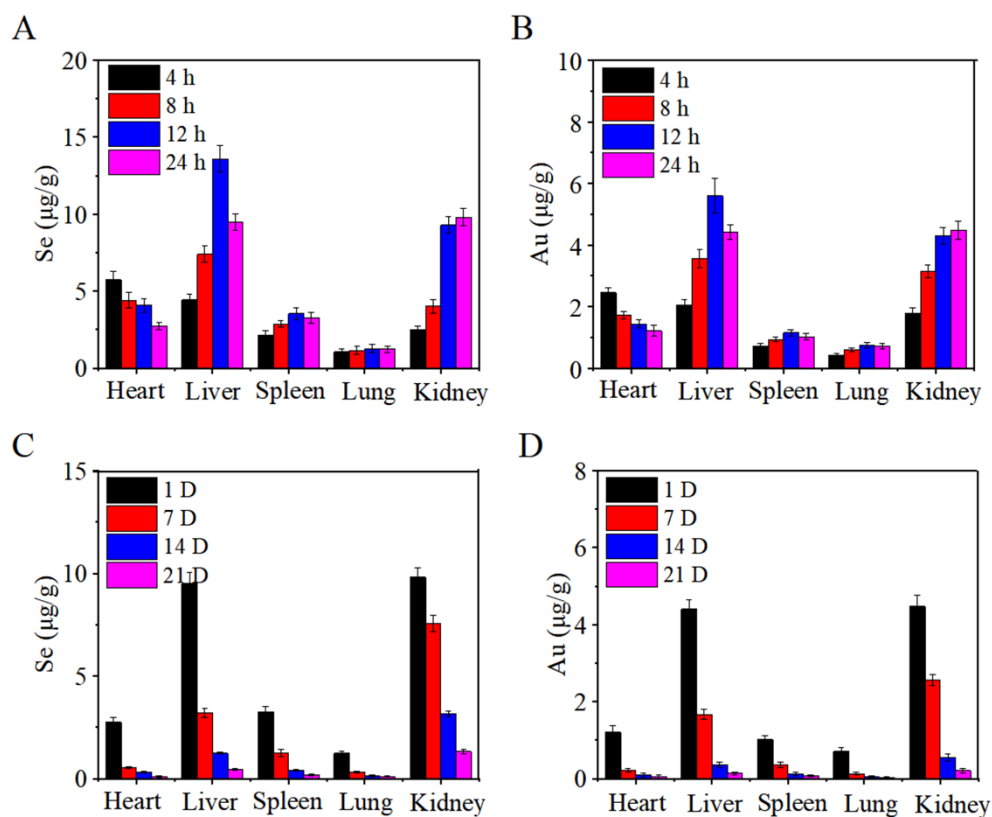 A
20
15
10
5
0
Se (µg/g)
4 h
8 h
12 h
24 h
Heart Liver Spleen Lung Kidney
B
10
8
6
4
2
0
Au (µg/g)
4 h
8 h
12 h
24 h
Heart Liver Spleen Lung Kidney
C
15
10
5
0
Se (µg/g)
1 D
7 D
14 D
21 D
Heart Liver Spleen Lung Kidney
D
8
6
4
2
0
Au (µg/g)
1 D
7 D
14 D
21 D
Heart Liver Spleen Lung Kidney